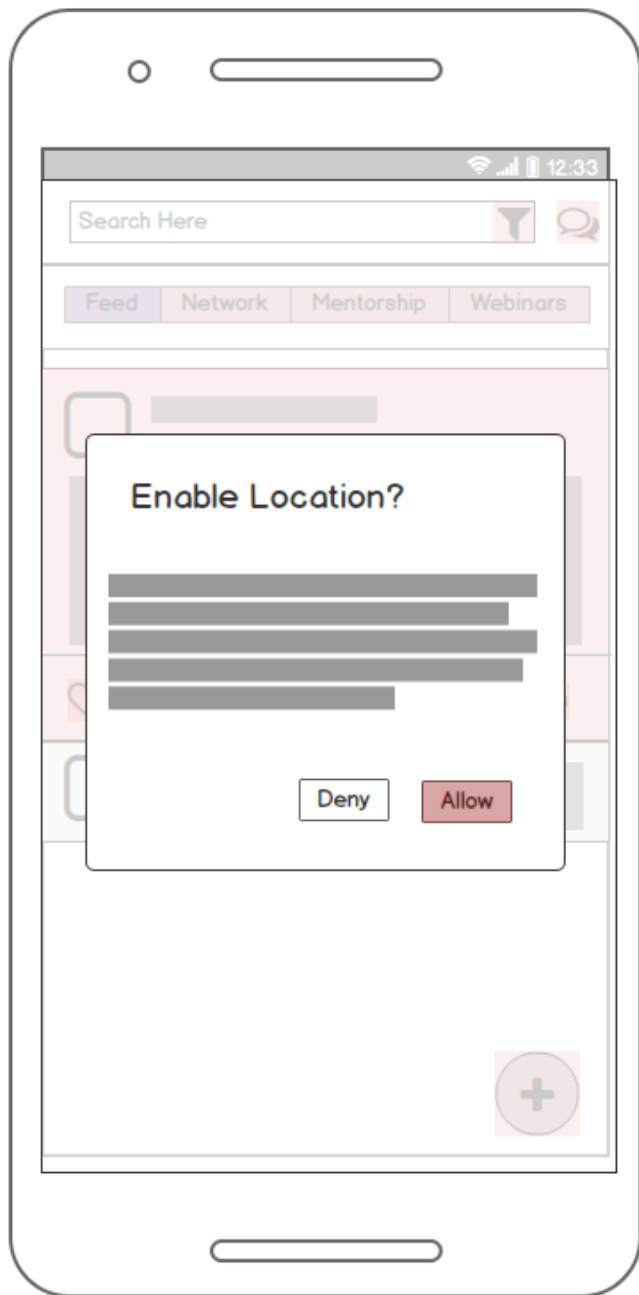 12:33
Search Here
Feed Network Mentorship Webinars
Enable Location?
Deny Allow